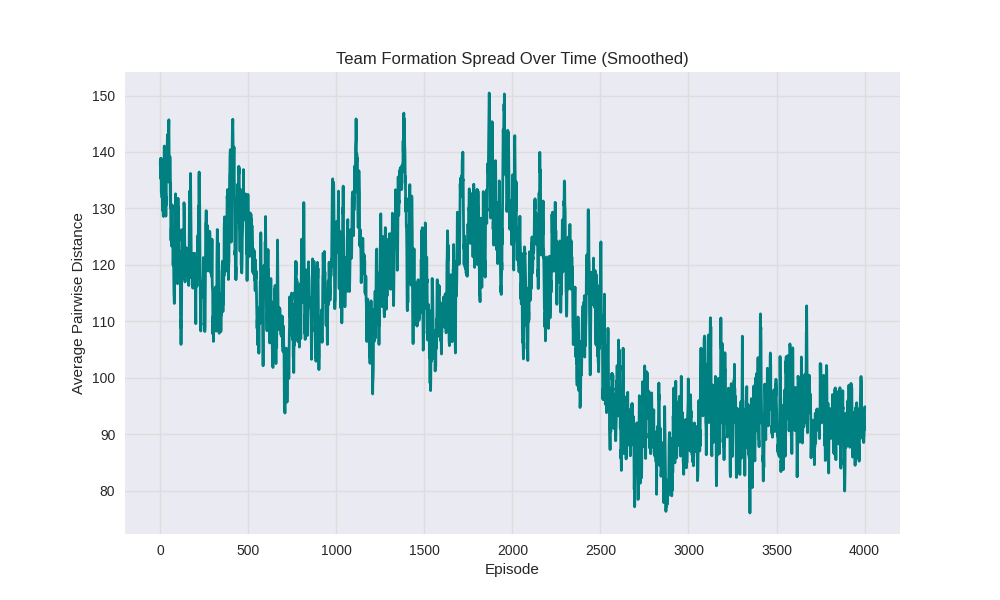 Team Formation Spread Over Time (Smoothed)
Average Pairwise Distance
150
140
130
120
110
100
90
80
0 500 1000 1500 2000 2500 3000 3500 4000
Episode